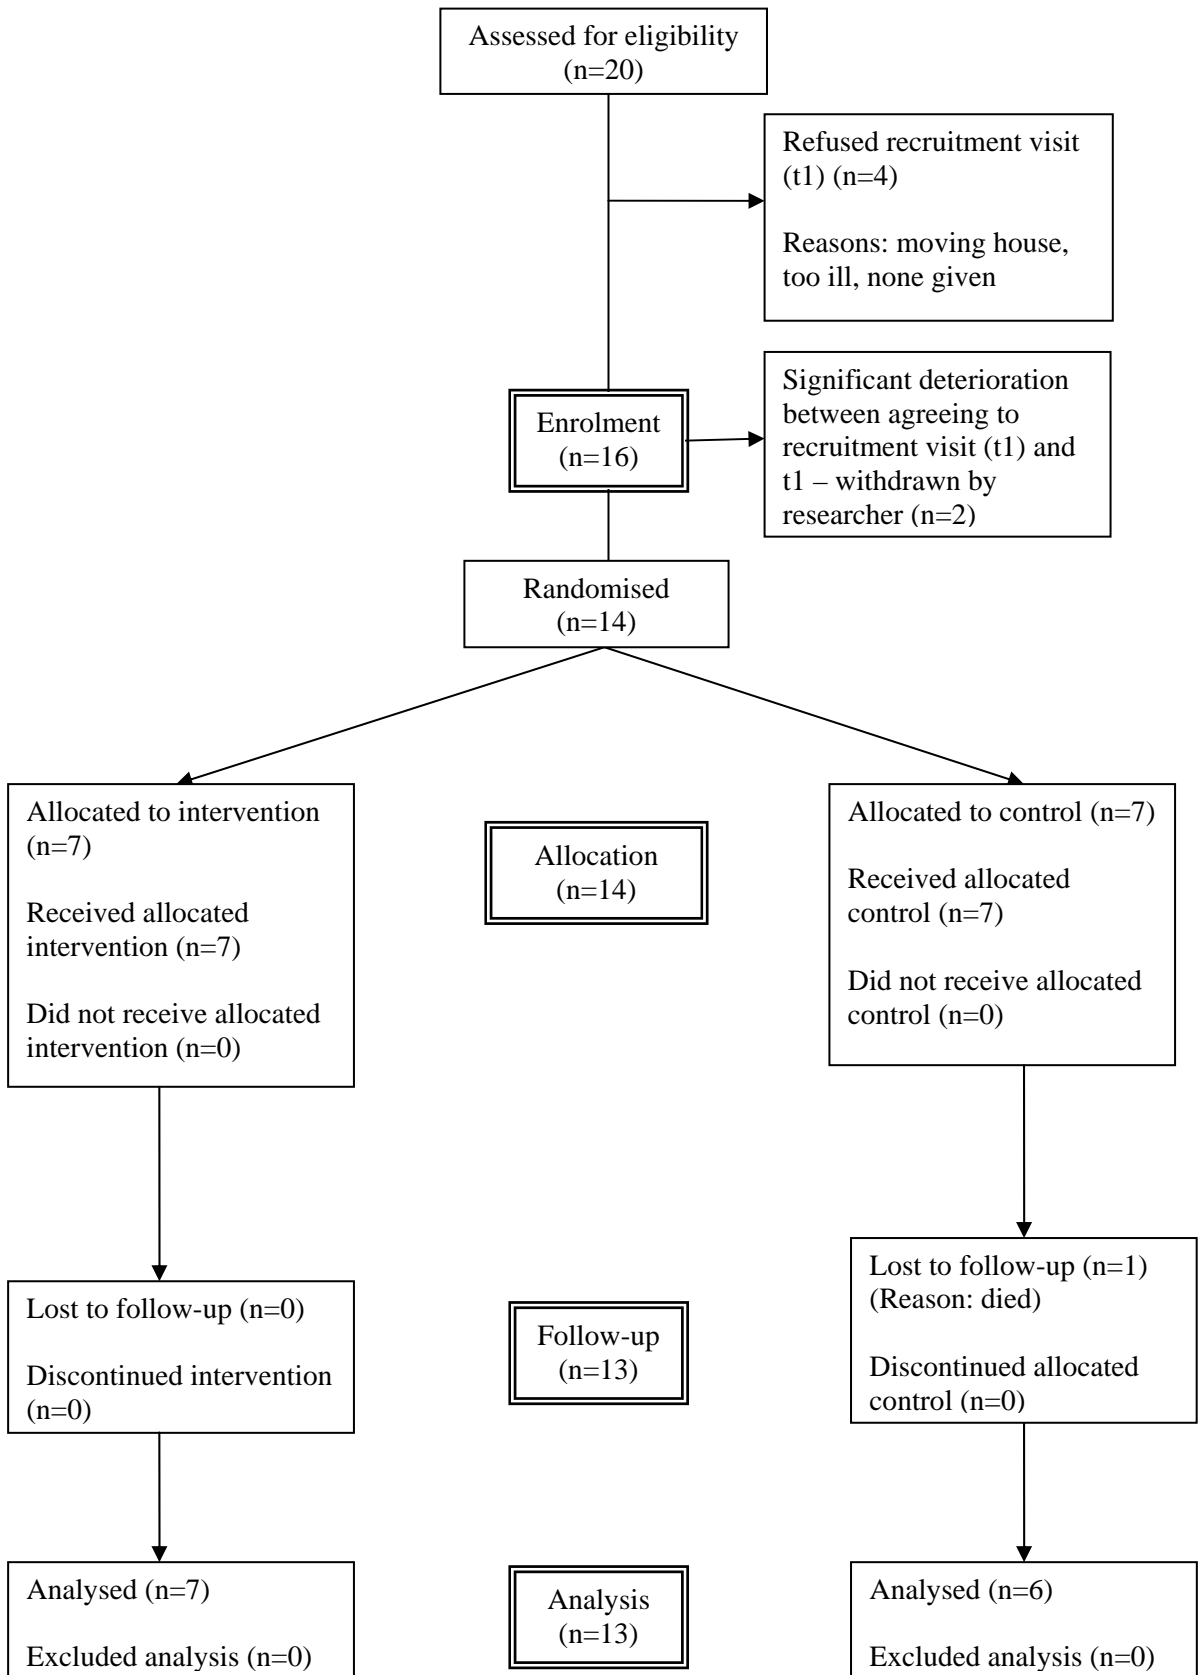 Assessed for eligibility
(n=20)
Refused recruitment visit
(t1) (n=4)
Reasons: moving house,
too ill, none given
Enrolment
(n=16)
Significant deterioration
between agreeing to
recruitment visit (t1) and
t1 – withdrawn by
researcher (n=2)
Randomised
(n=14)
Allocated to intervention
(n=7)
Received allocated
intervention (n=7)
Did not receive allocated
intervention (n=0)
Allocation
(n=14)
Allocated to control (n=7)
Received allocated
control (n=7)
Did not receive allocated
control (n=0)
Lost to follow-up (n=0)
Discontinued intervention
(n=0)
Follow-up
(n=13)
Lost to follow-up (n=1)
(Reason: died)
Discontinued allocated
control (n=0)
Analysed (n=7)
Excluded analysis (n=0)
Analysis
(n=13)
Analysed (n=6)
Excluded analysis (n=0)